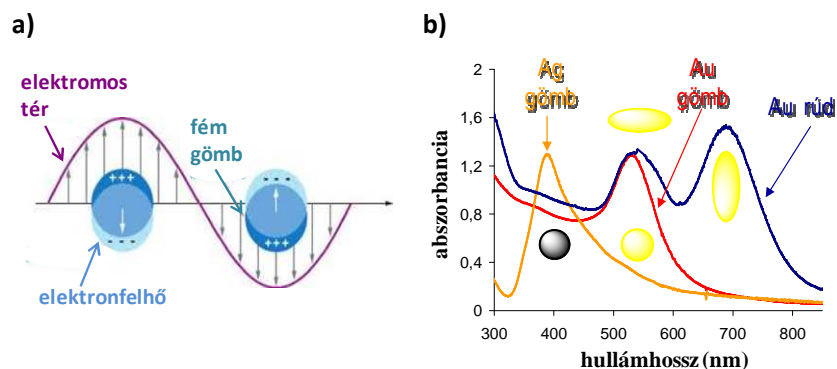 a)
elektromos
tér
fém
gömb
+++
- - -
- - -
+++
elektronfelhő
b)
Ag
gömb
Au
gömb
Au rúd
abszorbancia
2
1,6
1,2
0,8
0,4
0
300 400 500 600 700 800
hullámhossz (nm)